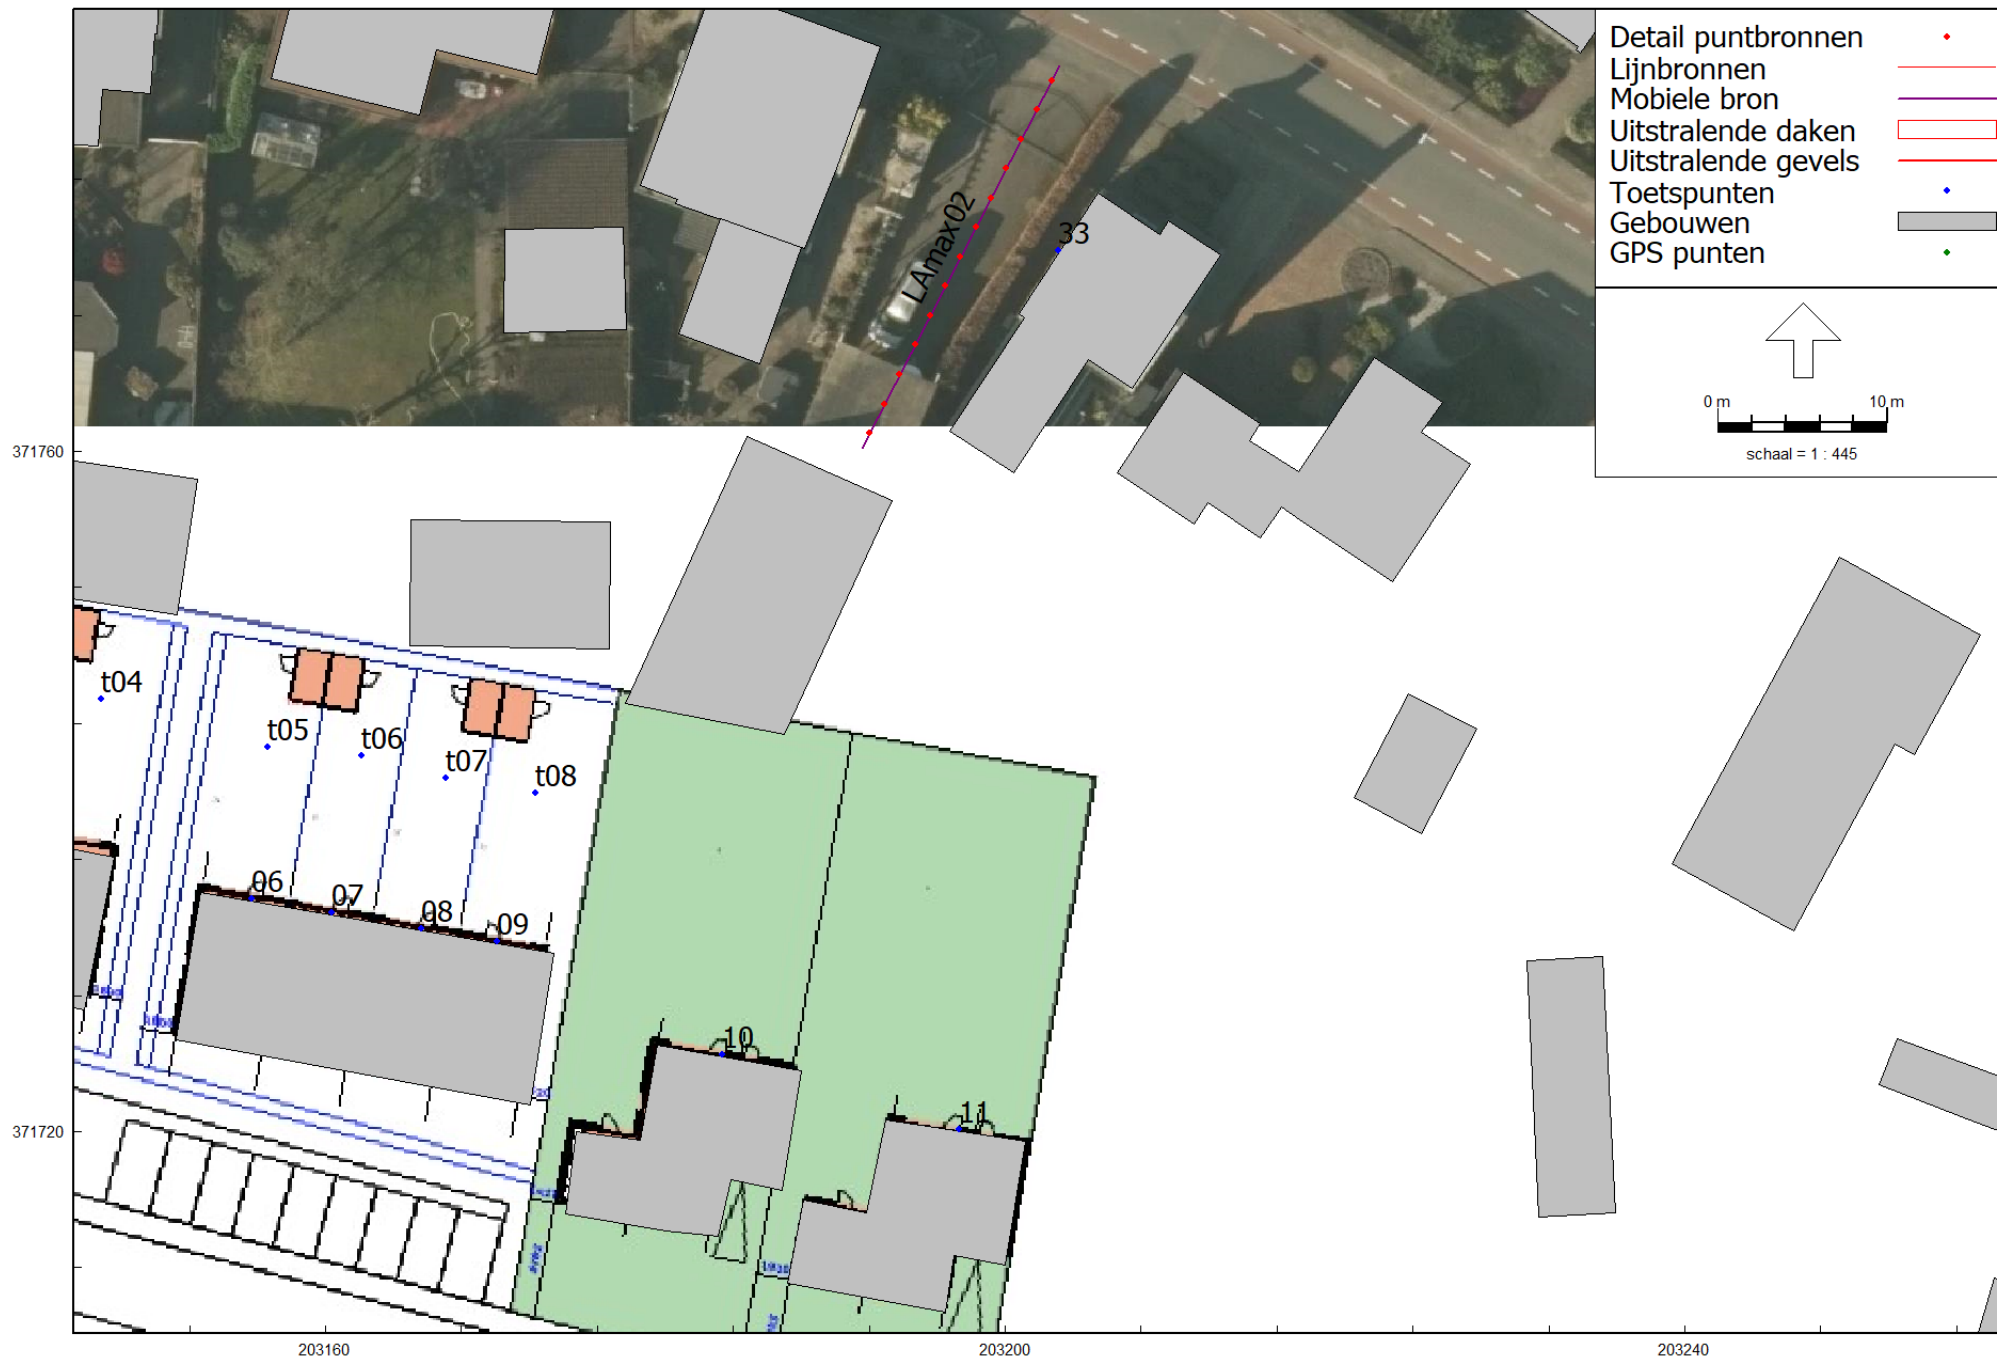 Detail puntbronnen
Lijnbronnen
Mobiele bron
Uitstralende daken
Uitstralende gevels
Toetspunten
Gebouwen
GPS punten
0 m 10 m
schaal = 1 : 445
LAmax02
33
371760
t04
t05
t06
t07
t08
06
07
08
09
10
11
371720
203160
203200
203240